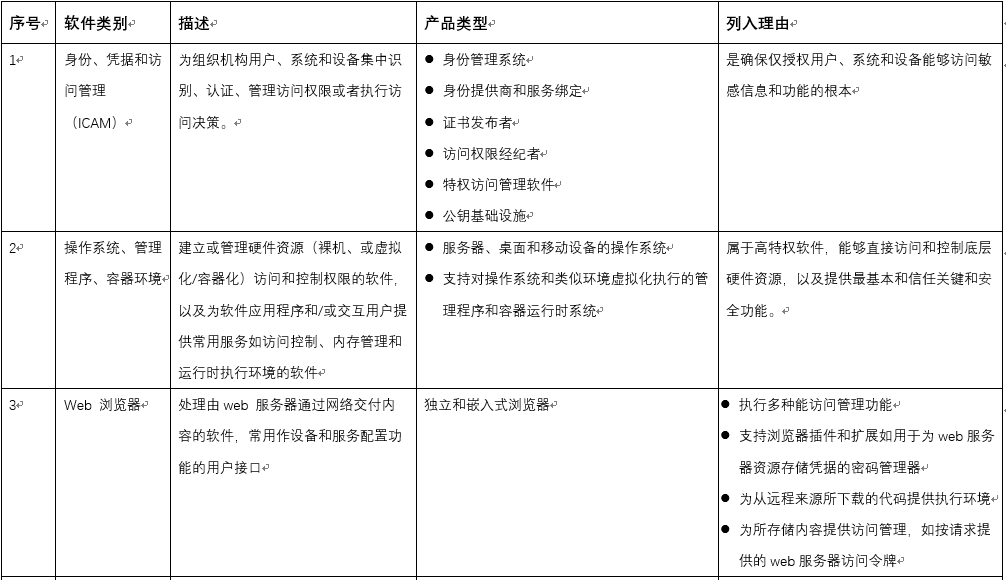 序号 软件类别 描述 产品类型 列入理由
1
身份、凭据和访
问管理
（ICAM）
为组织机构用户、系统和设备集中识
别、认证、管理访问权限或者执行访
问决策。
● 身份管理系统
● 身份提供商和服务绑定
● 证书发布者
● 访问权限经纪者
● 特权访问管理软件
● 公钥基础设施
是确保仅授权用户、系统和设备能够访问敏
感信息和功能的根本
2
操作系统、管理
程序、容器环境
建立或管理硬件资源（裸机、或虚拟
化/容器化）访问和控制权限的软件，
以及为软件应用程序和/或交互用户提
供常用服务如访问控制、内存管理和
运行时执行环境的软件
● 服务器、桌面和移动设备的操作系统
● 支持对操作系统和类似环境虚拟化执行的管
理程序和容器运行时系统
属于高特权软件，能够直接访问和控制底层
硬件资源，以及提供最基本和信任关键和安
全功能。
3
Web 浏览器
处理由web 服务器通过网络交付内
容的软件，常用作设备和服务配置功
能的用户接口
独立和嵌入式浏览器
● 执行多种能访问管理功能
● 支持浏览器插件和扩展如用于为web服务
器资源存储凭据的密码管理器
● 为从远程来源所下载的代码提供执行环境
● 为所存储内容提供访问管理，如按请求提
供的web服务器访问令牌